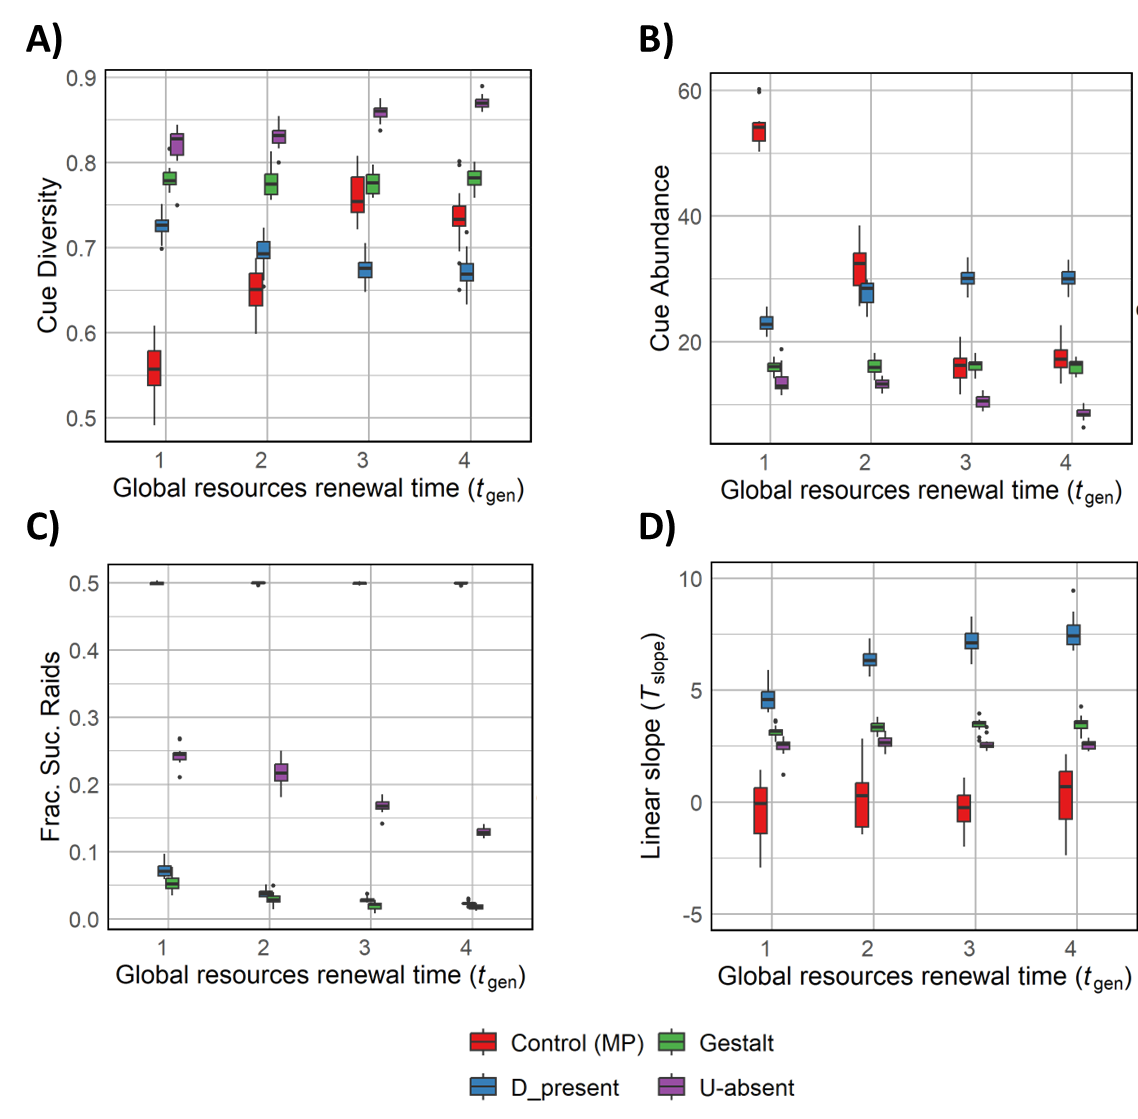 A)
0.9
0.8
0.7
0.6
0.5
Cue Diversity
1 2 3 4
Global resources renewal time (tgen)
B)
60
40
20
Cue Abundance
1 2 3 4
Global resources renewal time (tgen)
C)
0.5
0.4
0.3
0.2
0.1
0.0
Frac. Suc. Raids
1 2 3 4
Global resources renewal time (tgen)
D)
10
5
0
-5
Linear slope (Tslope)
1 2 3 4
Global resources renewal time (tgen)
Control (MP)
Gestalt
D_present
U-absent